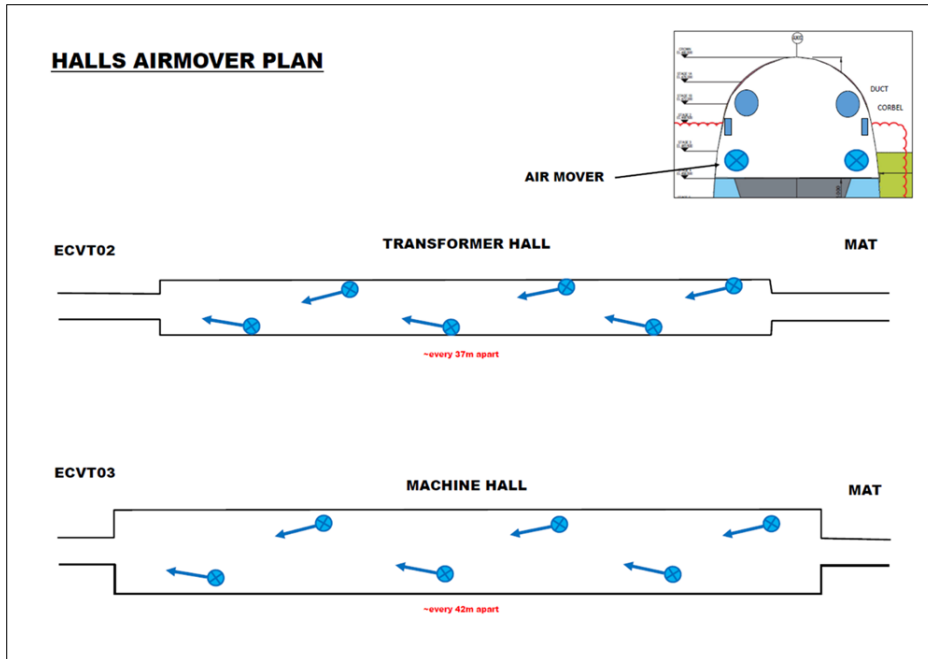 HALLS AIRMOVER PLAN
DUCT
CORBEL
AIR MOVER
ECVT02
TRANSFORMER HALL
MAT
~every 37m apart
ECVT03
MACHINE HALL
MAT
~every 42m apart